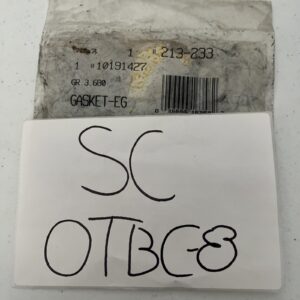 1 213-233
1 #10191427
GR 3.680
GASKET-EG
SC
OTBC-8